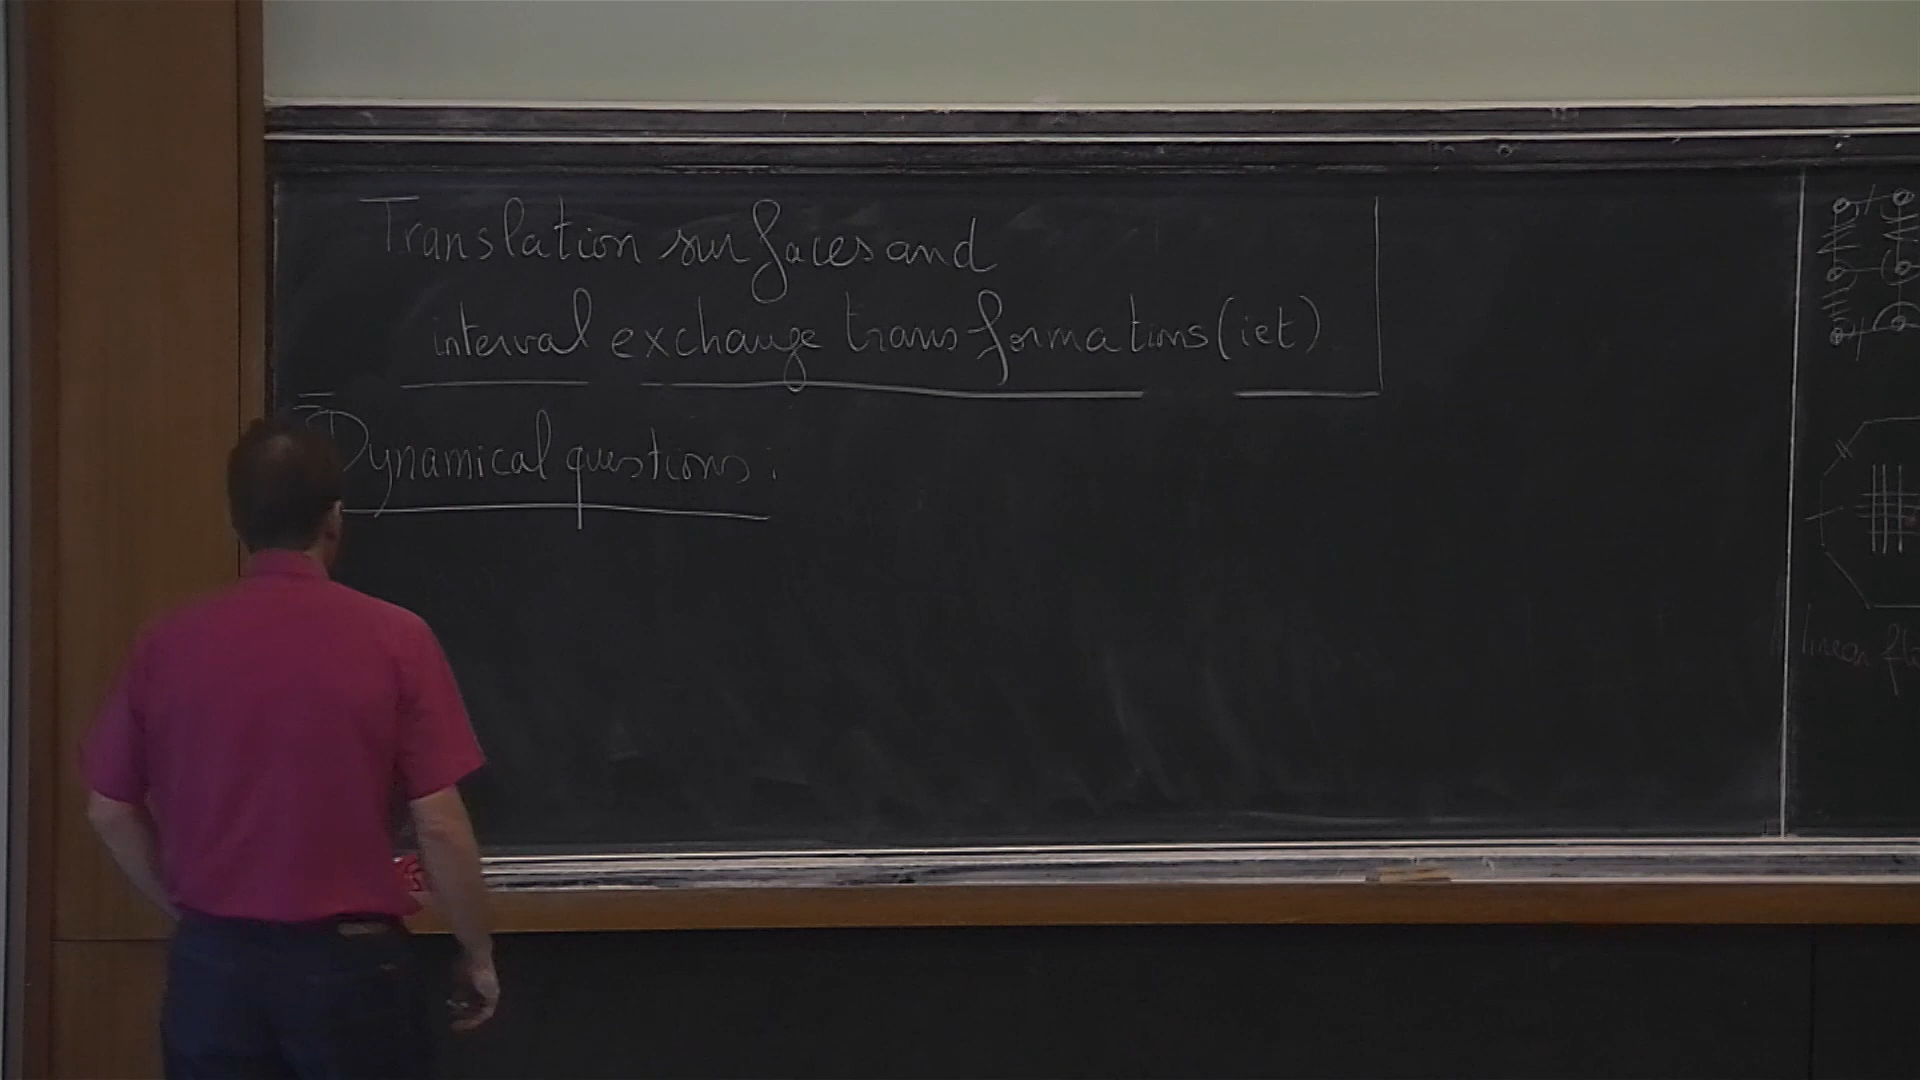 Translation surfaces and
interval exchange transformations (iet)
Dynamical questions:
linear